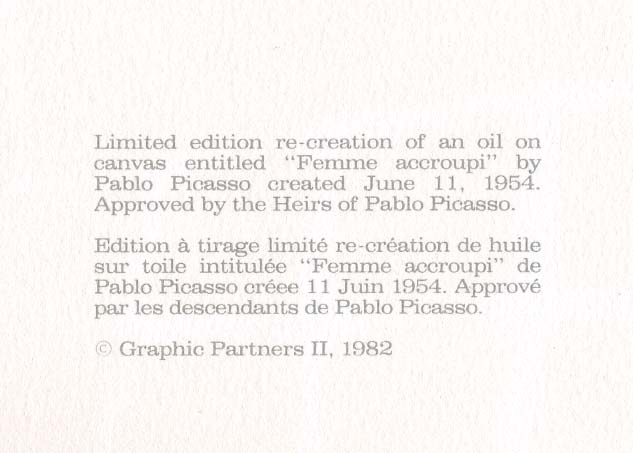 Limited edition re-creation of an oil on
canvas entitled “Femme accroupi” by
Pablo Picasso created June 11, 1954.
Approved by the Heirs of Pablo Picasso.
Edition à tirage limité re-création de huile
sur toile intitulée “Femme accroupi” de
Pablo Picasso créee 11 Juin 1954. Apprové
par les descendants de Pablo Picasso.
© Graphic Partners II, 1982